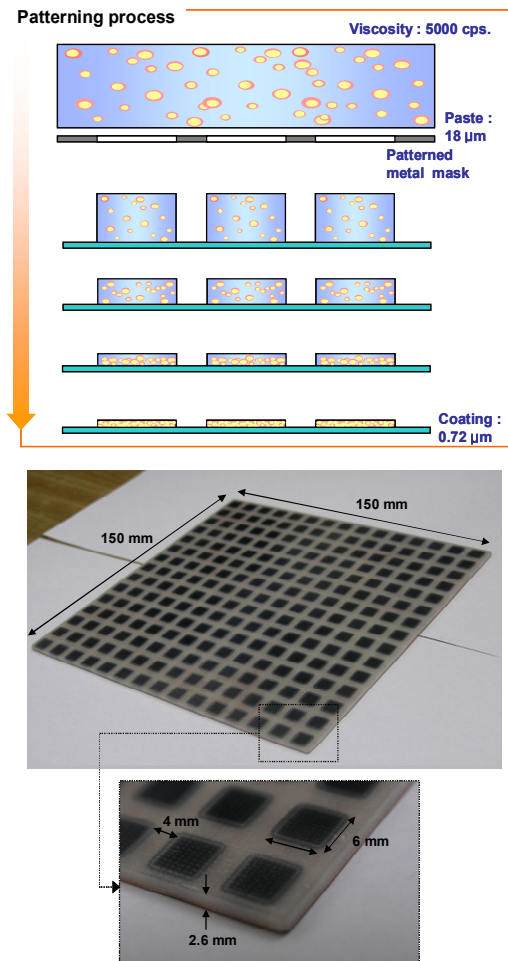 Patterning process
Viscosity : 5000 cps.
Paste :
18 µm
Patterned
metal mask
Coating :
0.72 µm
150 mm
150 mm
4 mm
6 mm
2.6 mm